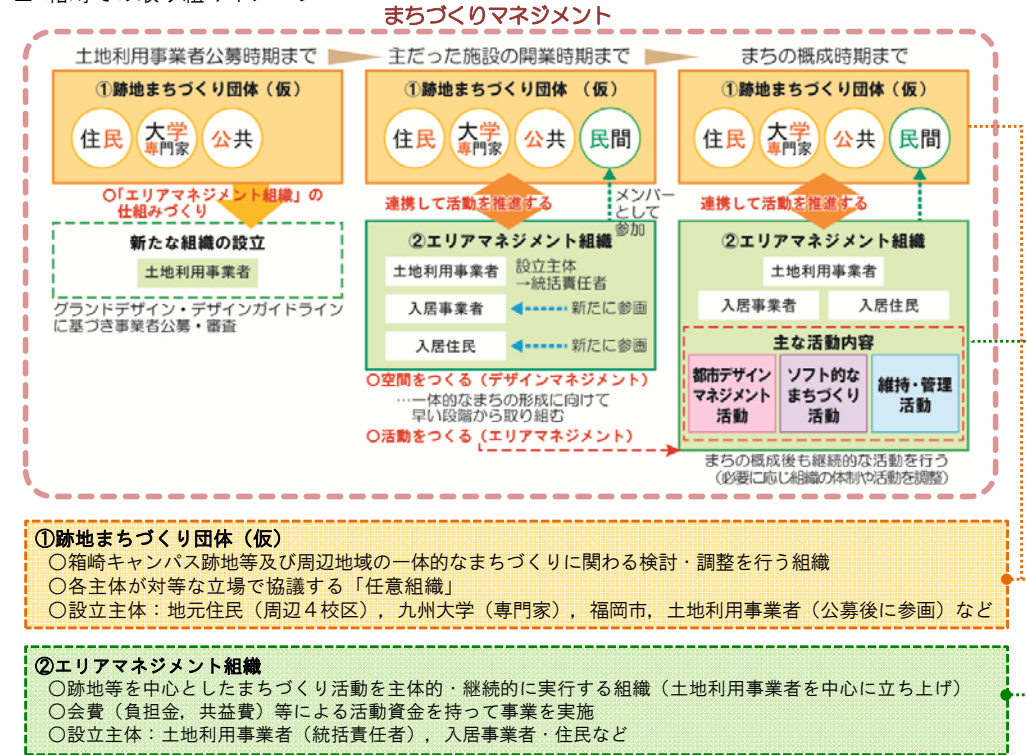 まちづくりマネジメント
土地利用事業者公募時期まで
①跡地まちづくり団体（仮）
住民
大学
専門家
公共
○「エリアマネジメント組織」の
仕組みづくり
新たな組織の設立
土地利用事業者
グランドデザイン・デザインガイドライン
に基づき事業者公募・審査
主だった施設の開業時期まで
①跡地まちづくり団体 （仮）
住民
大学
専門家
公共
民間
連携して活動を推進する
メンバー
として
参加
②エリアマネジメント組織
土地利用事業者
設立主体
→統括責任者
入居事業者
新たに参画
入居住民
新たに参画
○空間をつくる（デザインマネジメント）
…一体的なまちの形成に向けて
早い段階から取り組む
○活動をつくる（エリアマネジメント）
まちの概成時期まで
①跡地まちづくり団体（仮）
住民
大学
専門家
公共
民間
連携して活動を推進する
②エリアマネジメント組織
土地利用事業者
入居事業者
入居住民
主な活動内容
都市デザイン
マネジメント
活動
ソフト的な
まちづくり
活動
維持・管理
活動
まちの概成後も継続的な活動を行う
（必要に応じ組織の体制や活動を調整）
①跡地まちづくり団体（仮）
○箱崎キャンパス跡地等及び周辺地域の一体的なまちづくりに関わる検討・調整を行う組織
○各主体が対等な立場で協議する「任意組織」
○設立主体：地元住民（周辺４校区），九州大学（専門家），福岡市，土地利用事業者（公募後に参画）など
②エリアマネジメント組織
○跡地等を中心としたまちづくり活動を主体的・継続的に実行する組織（土地利用事業者を中心に立ち上げ）
○会費（負担金，共益費）等による活動資金を持って事業を実施
○設立主体：土地利用事業者（統括責任者），入居事業者・住民など